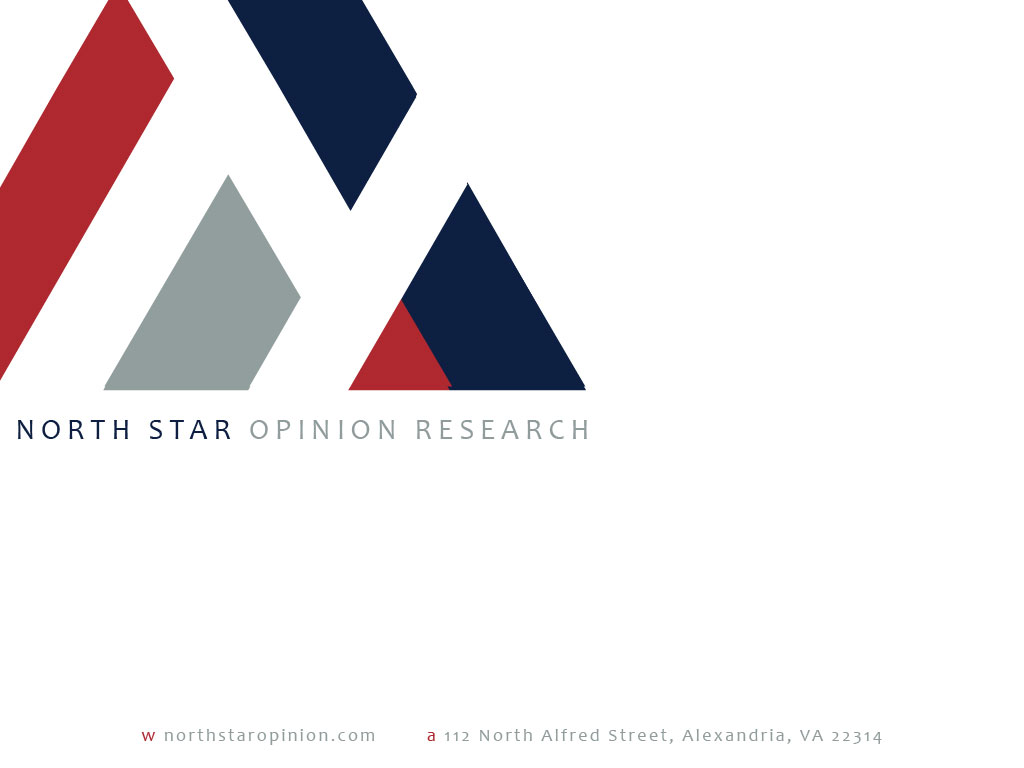 NORTH STAR OPINION RESEARCH
w northstaropinion.com a 112 North Alfred Street, Alexandria, VA 22314